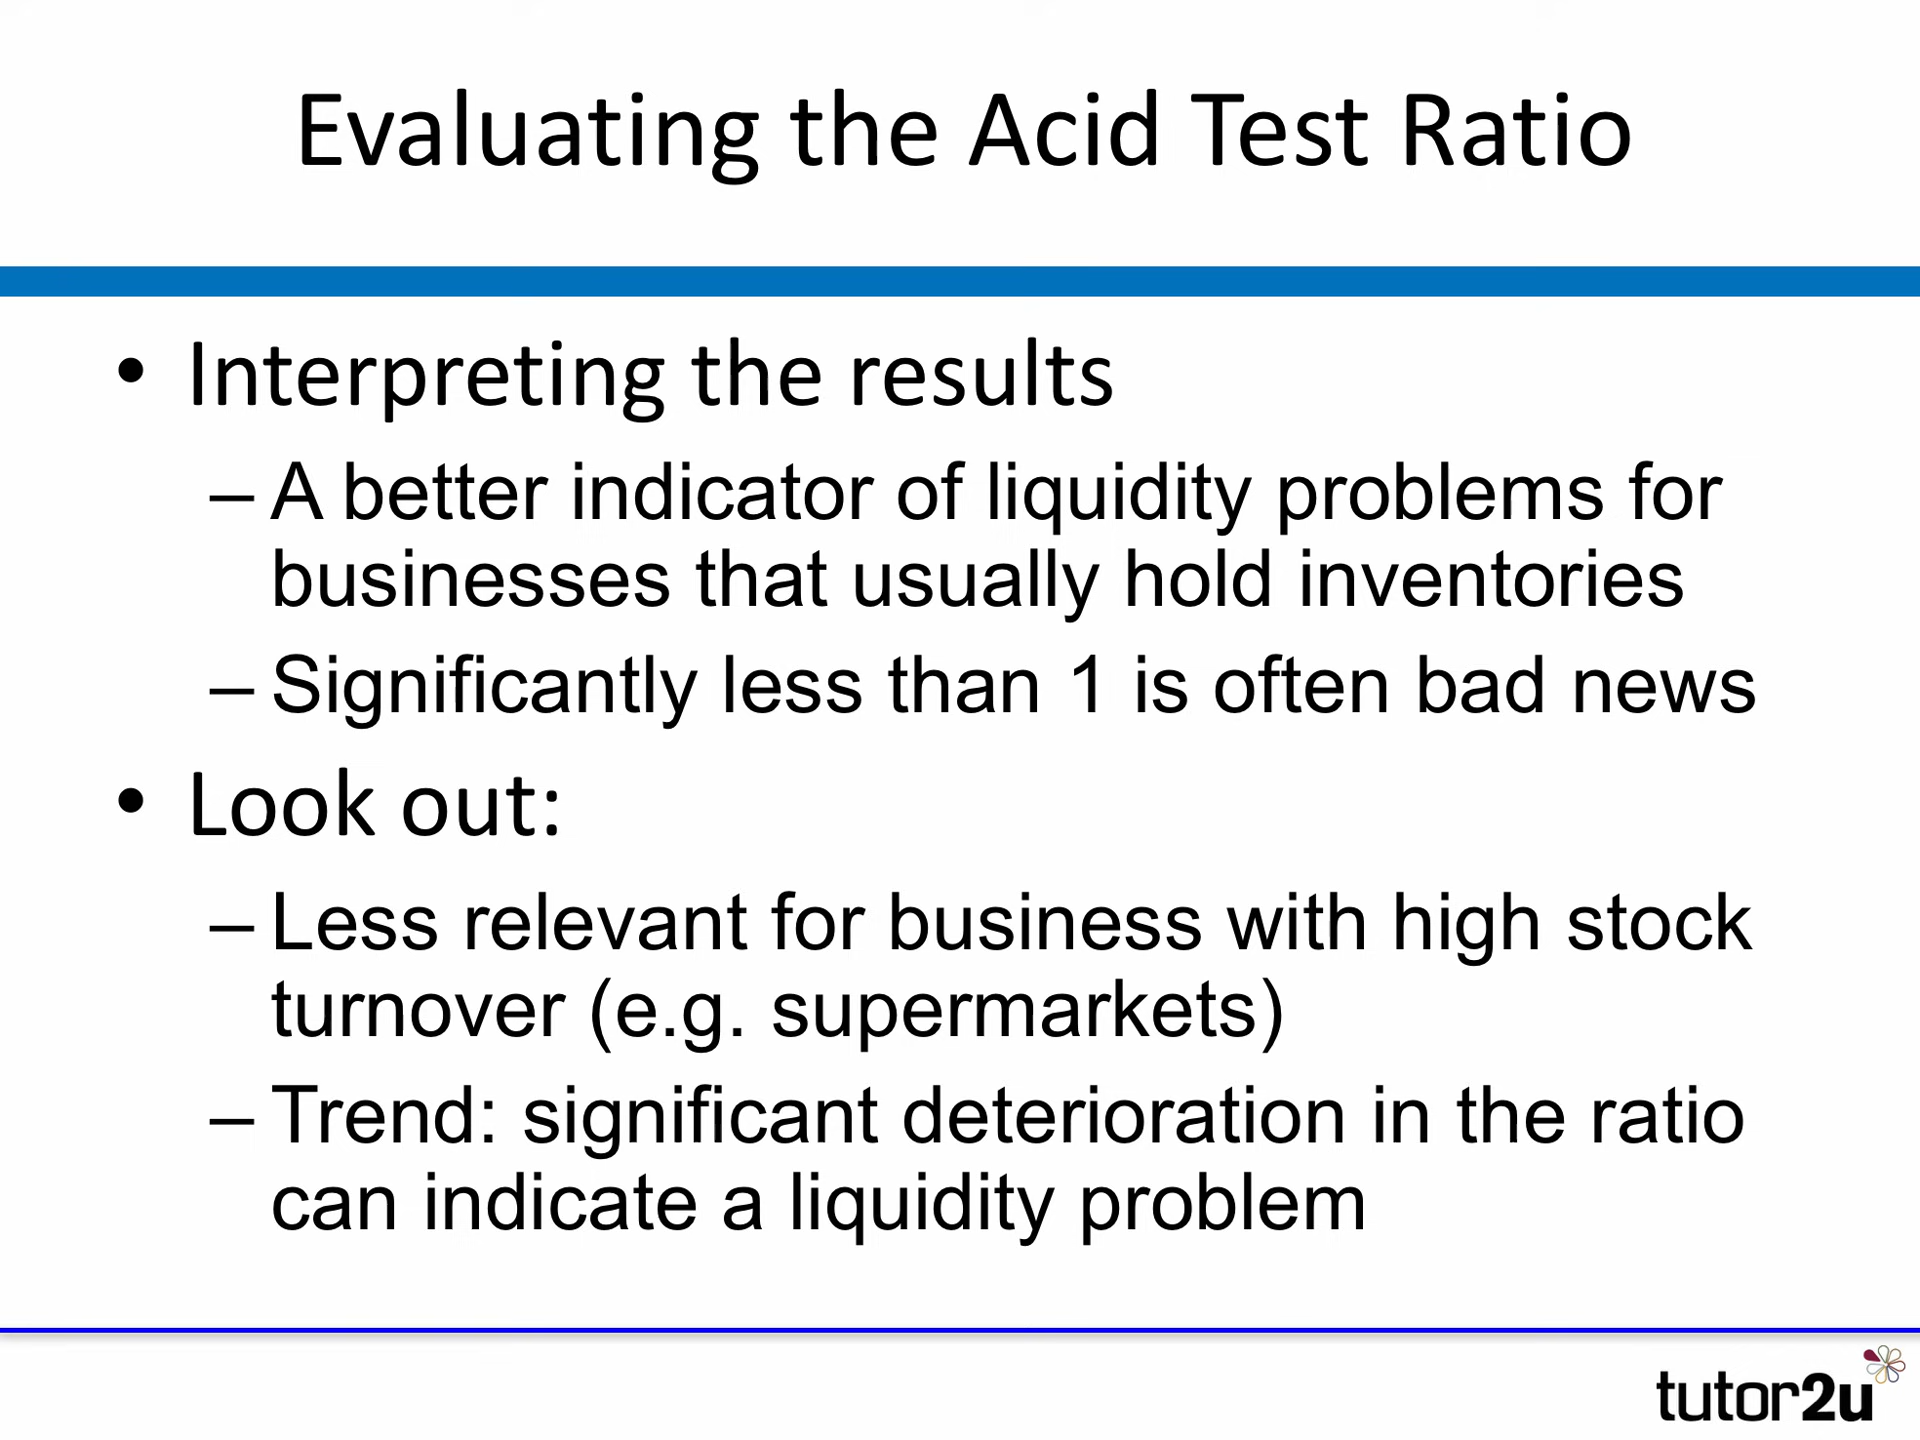 Evaluating the Acid Test Ratio
• Interpreting the results
– A better indicator of liquidity problems for
businesses that usually hold inventories
– Significantly less than 1 is often bad news
• Look out:
– Less relevant for business with high stock
turnover (e.g. supermarkets)
– Trend: significant deterioration in the ratio
can indicate a liquidity problem
tutor2u